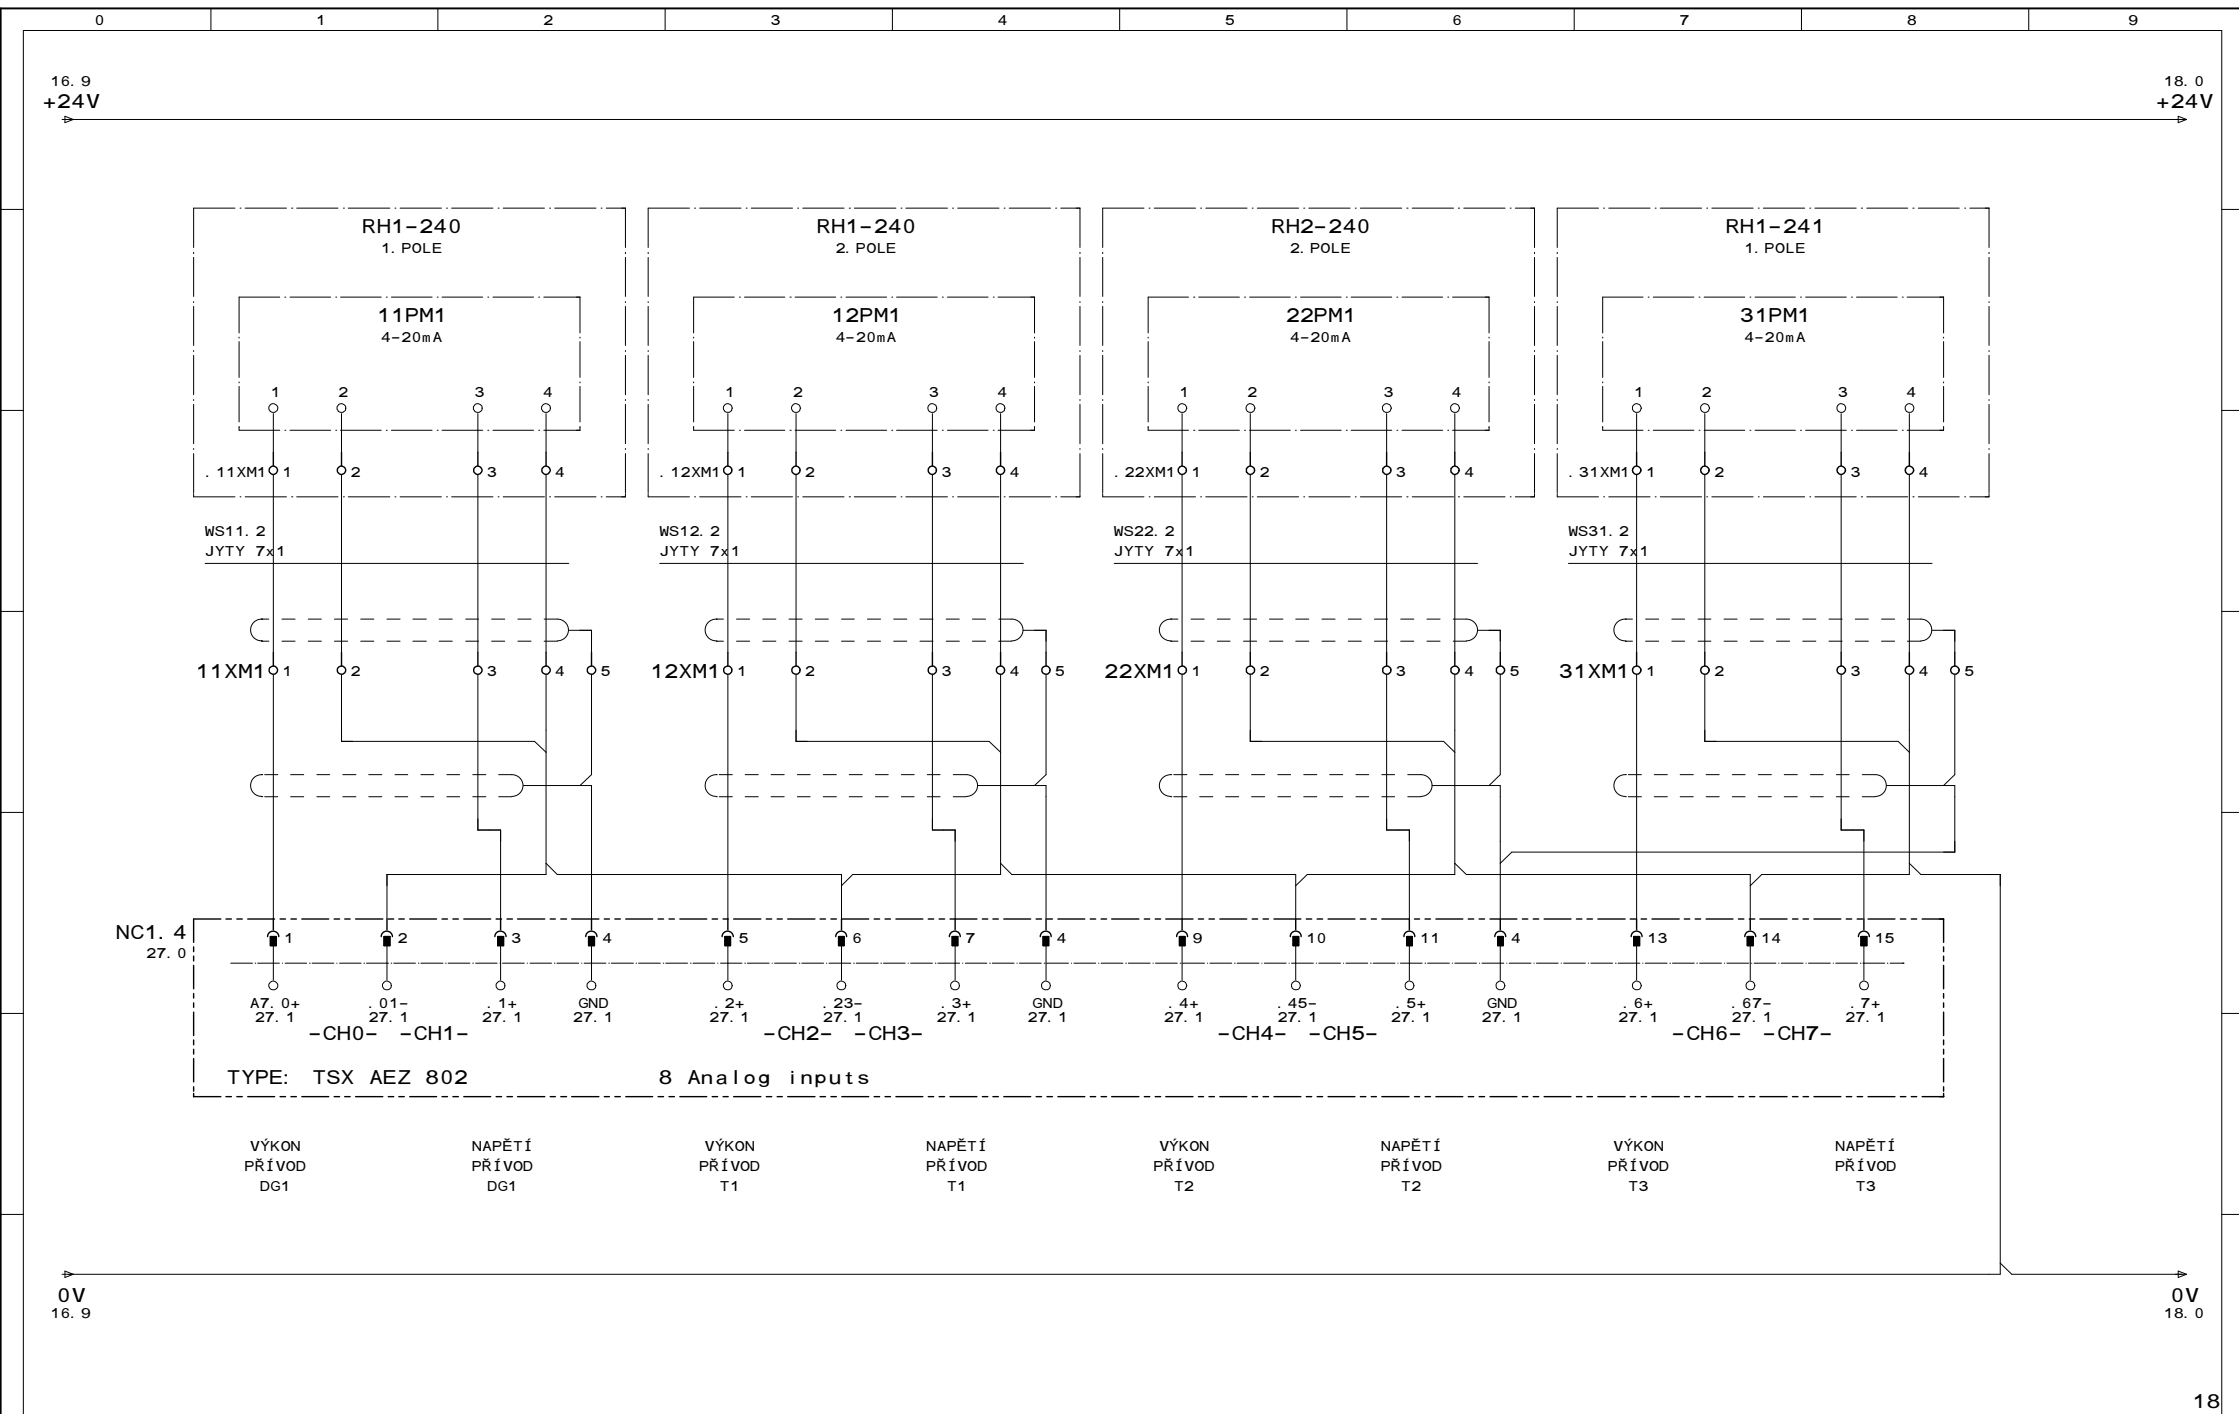 0 1 2 3 4 5 6 7 8 9
16.9 18.0
+24V +24V
RH1-240 RH1-240 RH2-240 RH1-241
1. POLE 2. POLE 2. POLE 1. POLE
11PM1 12PM1 22PM1 31PM1
4-20mA 4-20mA 4-20mA 4-20mA
1 2 3 4 1 2 3 4 1 2 3 4 1 2 3 4
.11XM1 1 2 3 4 .12XM1 1 2 3 4 .22XM1 1 2 3 4 .31XM1 1 2 3 4
WS11.2 WS12.2 WS22.2 WS31.2
JYTY 7x1 JYTY 7x1 JYTY 7x1 JYTY 7x1
11XM1 1 2 3 4 5 12XM1 1 2 3 4 5 22XM1 1 2 3 4 5 31XM1 1 2 3 4 5
NC1.4 1 2 3 4 5 6 7 4 9 10 11 4 13 14 15
27.0
A7.0+ .01- .1+ GND .2+ .23- .3+ GND .4+ .45- .5+ GND .6+ .67- .7+
27.1 27.1 27.1 27.1 27.1 27.1 27.1 27.1 27.1 27.1 27.1 27.1 27.1 27.1 27.1
-CH0- -CH1- -CH2- -CH3- -CH4- -CH5- -CH6- -CH7-
TYPE: TSX AEZ 802 8 Analog inputs
VÝKON NAPĚTÍ VÝKON NAPĚTÍ VÝKON NAPĚTÍ VÝKON NAPĚTÍ
PŘÍVOD PŘÍVOD PŘÍVOD PŘÍVOD PŘÍVOD PŘÍVOD PŘÍVOD PŘÍVOD
DG1 DG1 T1 T1 T2 T2 T3 T3
0V 0V
16.9 18.0
18